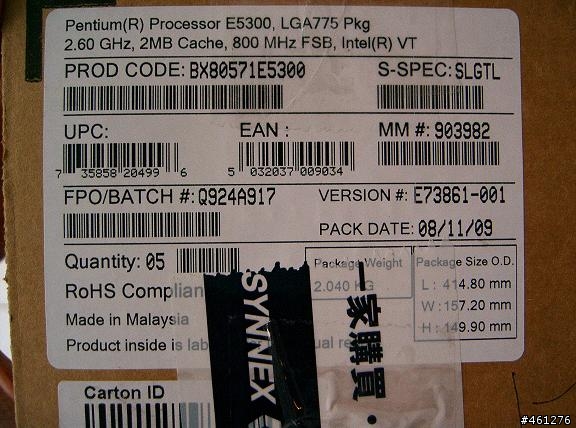 Pentium(R) Processor E5300, LGA775 Pkg
2.60 GHz, 2MB Cache, 800 MHz FSB, Intel(R) VT
PROD CODE: BX80571E5300 S-SPEC: SLGTL
UPC: EAN : MM #: 903982
7 35858 20499 6 5 032037 009034
FPO/BATCH #: Q924A917 VERSION #: E73861-001
PACK DATE: 08/11/09
Quantity: 05 Package Weight Package Size O.D.
2.040 KG L : 414.80 mm
RoHS Complian W : 157.20 mm
Made in Malaysia H : 149.90 mm
Product inside is lab
SYNNEX
一家購買·
Carton ID
#461276